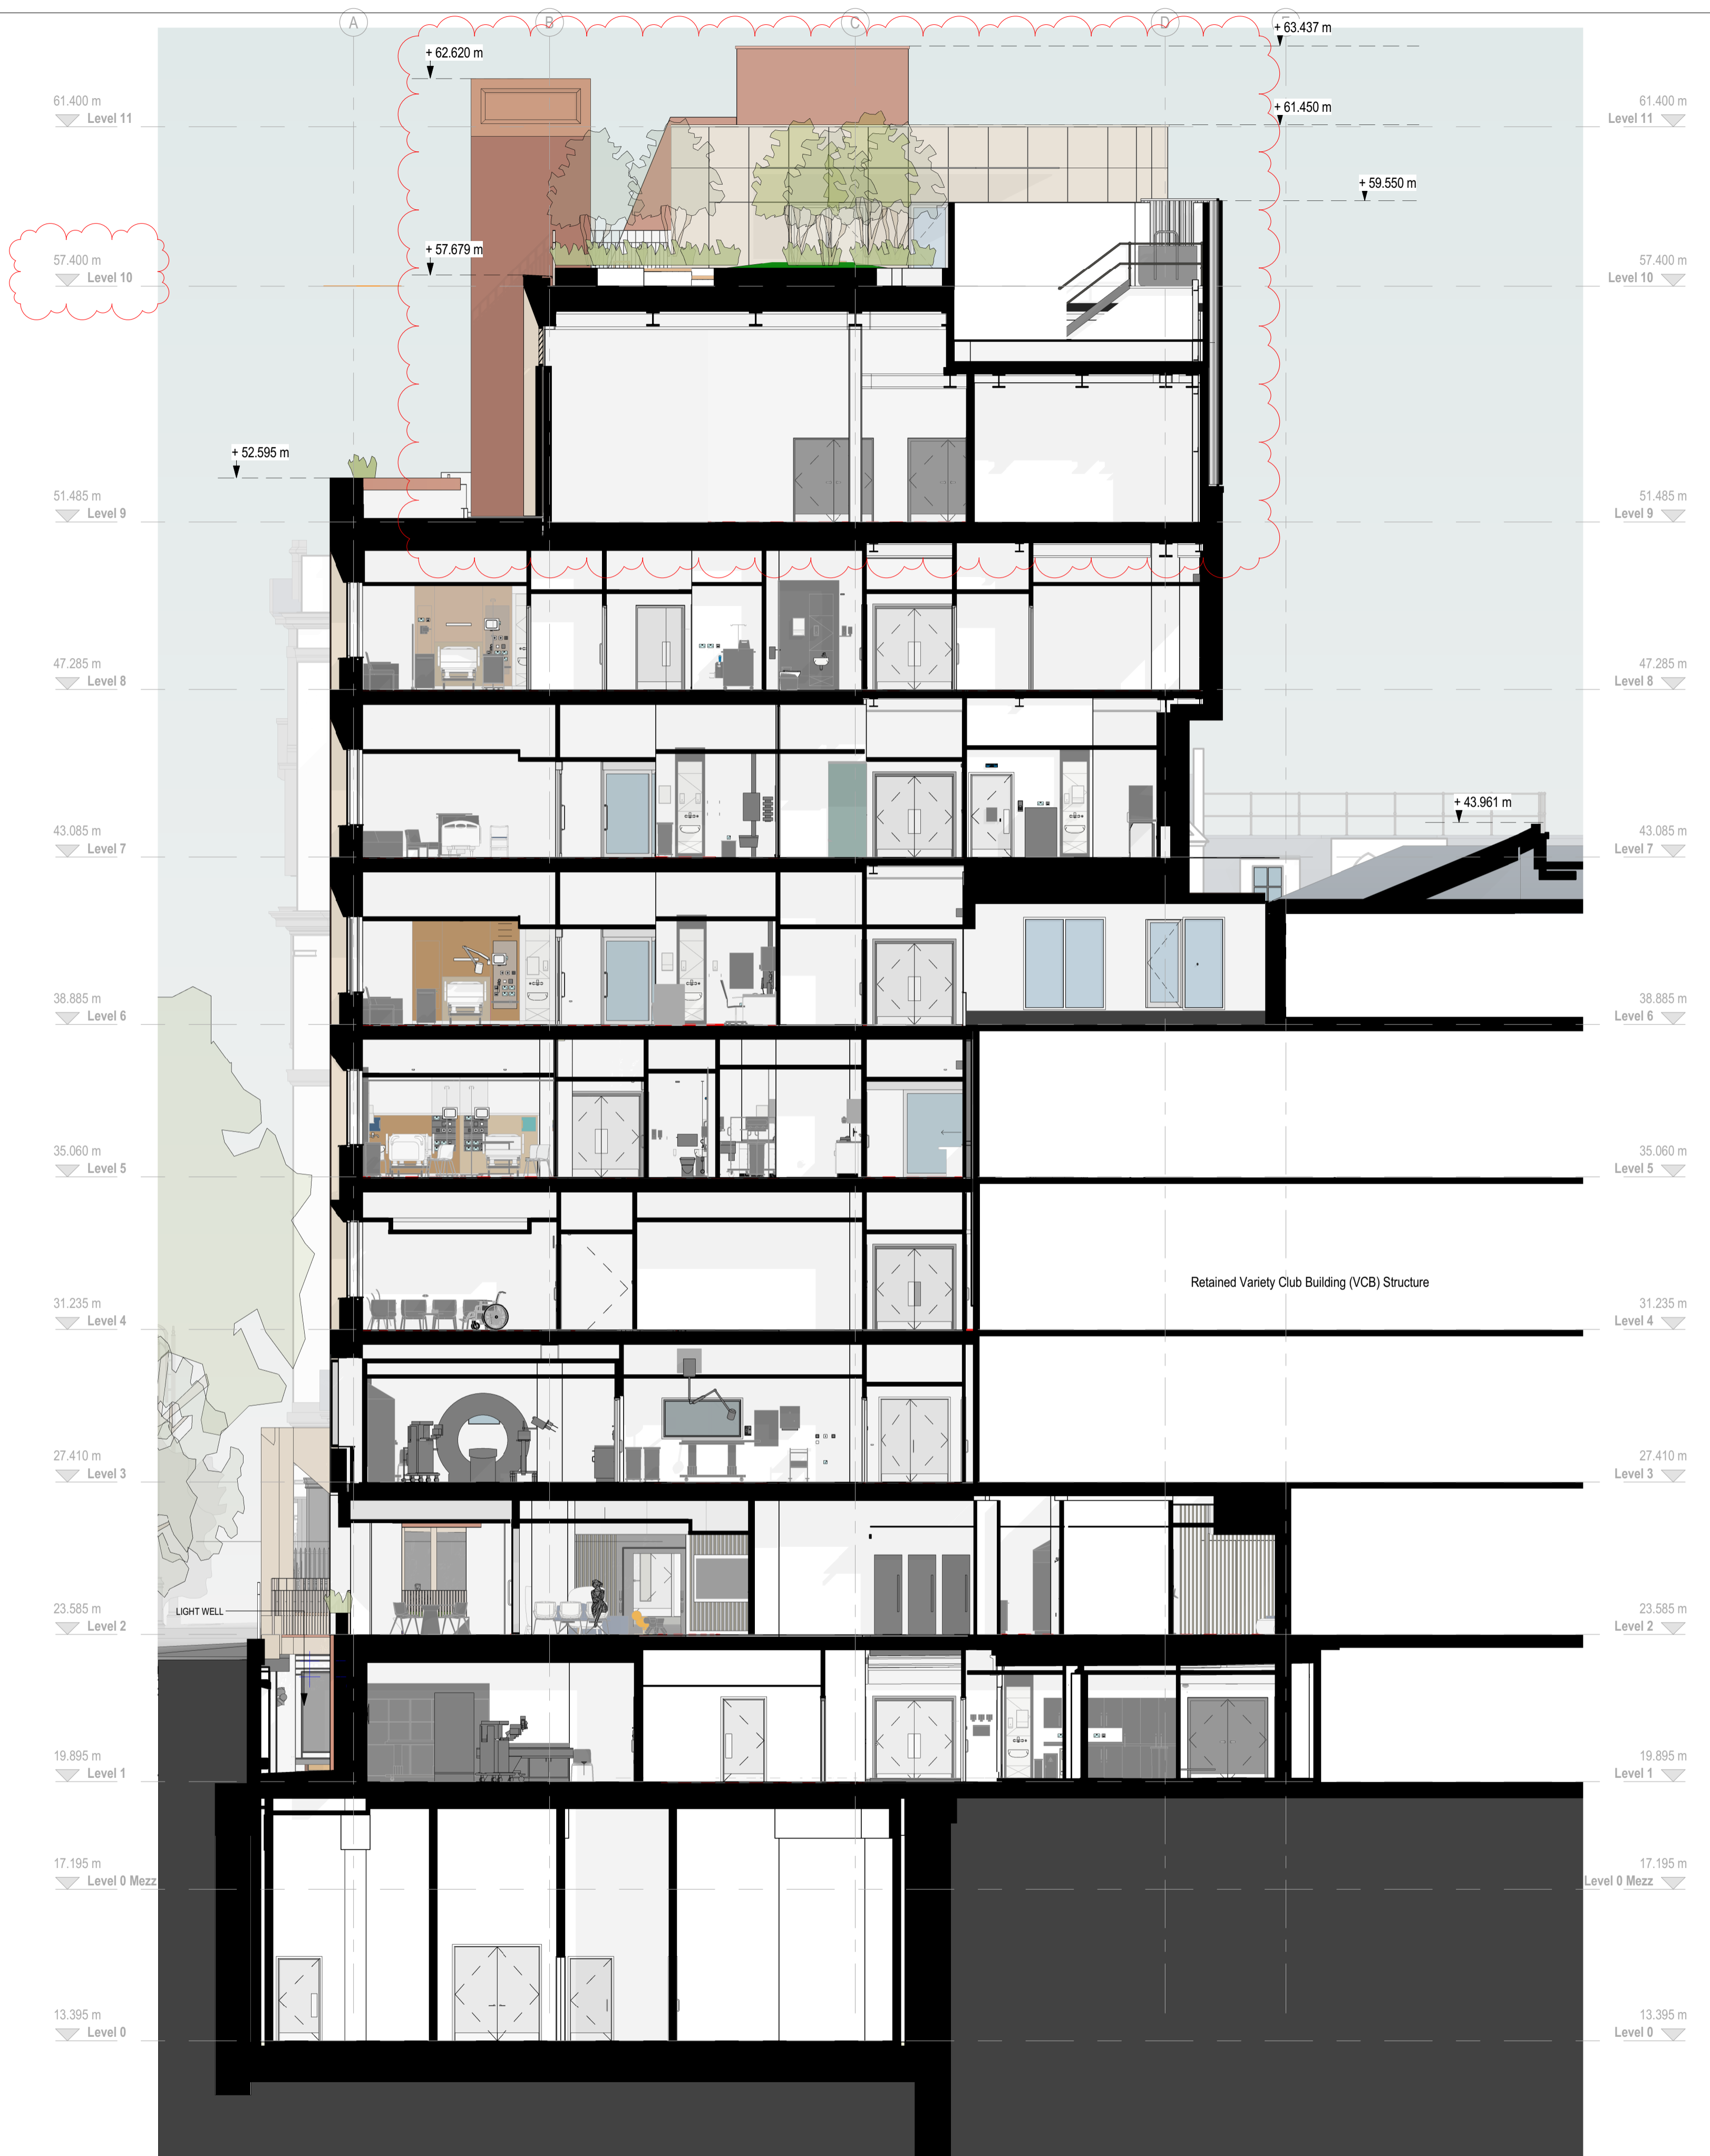 A
B
C
D
+ 63.437 m
+ 62.620 m
61.400 m
Level 11
+ 61.450 m
61.400 m
Level 11
+ 59.550 m
57.400 m
Level 10
+ 57.679 m
57.400 m
Level 10
+ 52.595 m
51.485 m
Level 9
51.485 m
Level 9
47.285 m
Level 8
47.285 m
Level 8
+ 43.961 m
43.085 m
Level 7
43.085 m
Level 7
38.885 m
Level 6
38.885 m
Level 6
35.060 m
Level 5
35.060 m
Level 5
Retained Variety Club Building (VCB) Structure
31.235 m
Level 4
31.235 m
Level 4
27.410 m
Level 3
27.410 m
Level 3
LIGHT WELL
23.585 m
Level 2
23.585 m
Level 2
19.895 m
Level 1
19.895 m
Level 1
17.195 m
Level 0 Mezz
17.195 m
Level 0 Mezz
13.395 m
Level 0
13.395 m
Level 0